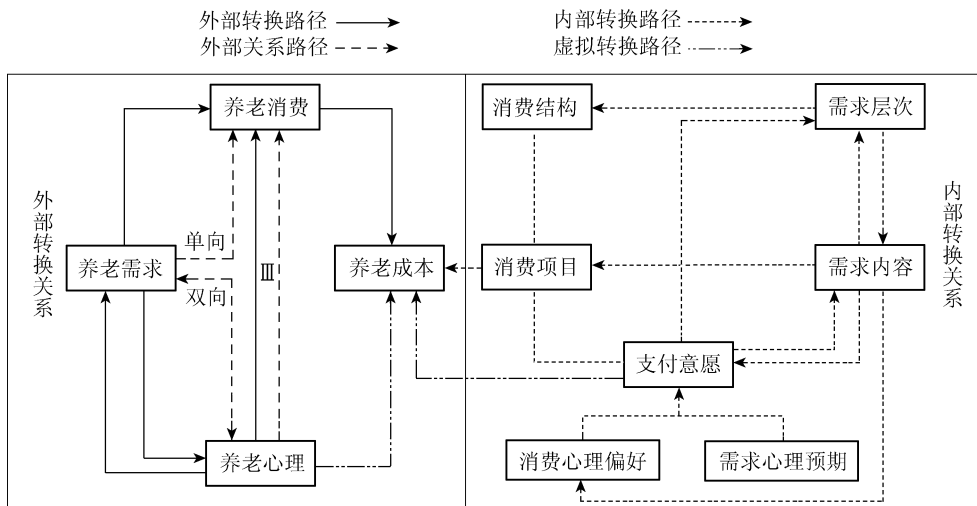 外部转换路径
外部关系路径
内部转换路径
虚拟转换路径
外部转换关系
养老消费
单向
养老需求
双向
Ⅲ
养老成本
养老心理
消费结构
需求层次
消费项目
需求内容
支付意愿
消费心理偏好
需求心理预期
内部转换关系